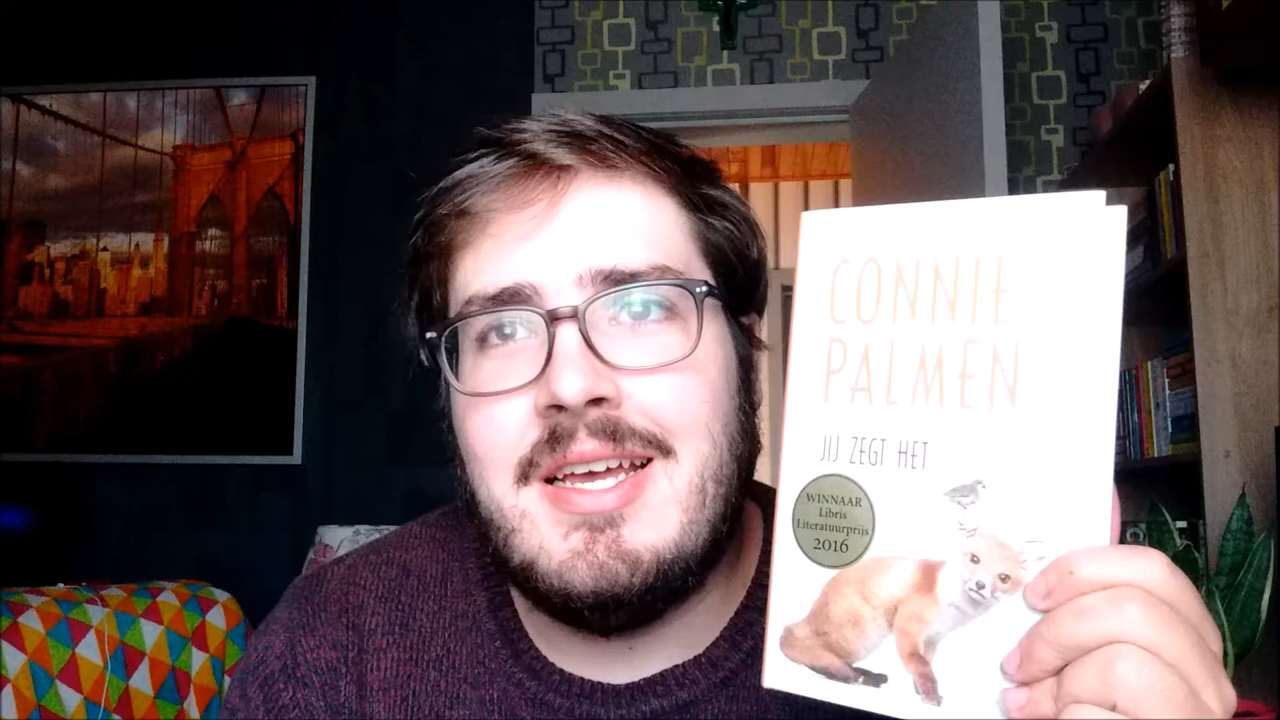 CONNIE
PALMEN
JIJ ZEGT HET
WINNAAR
Libris
Literatuurprijs
2016